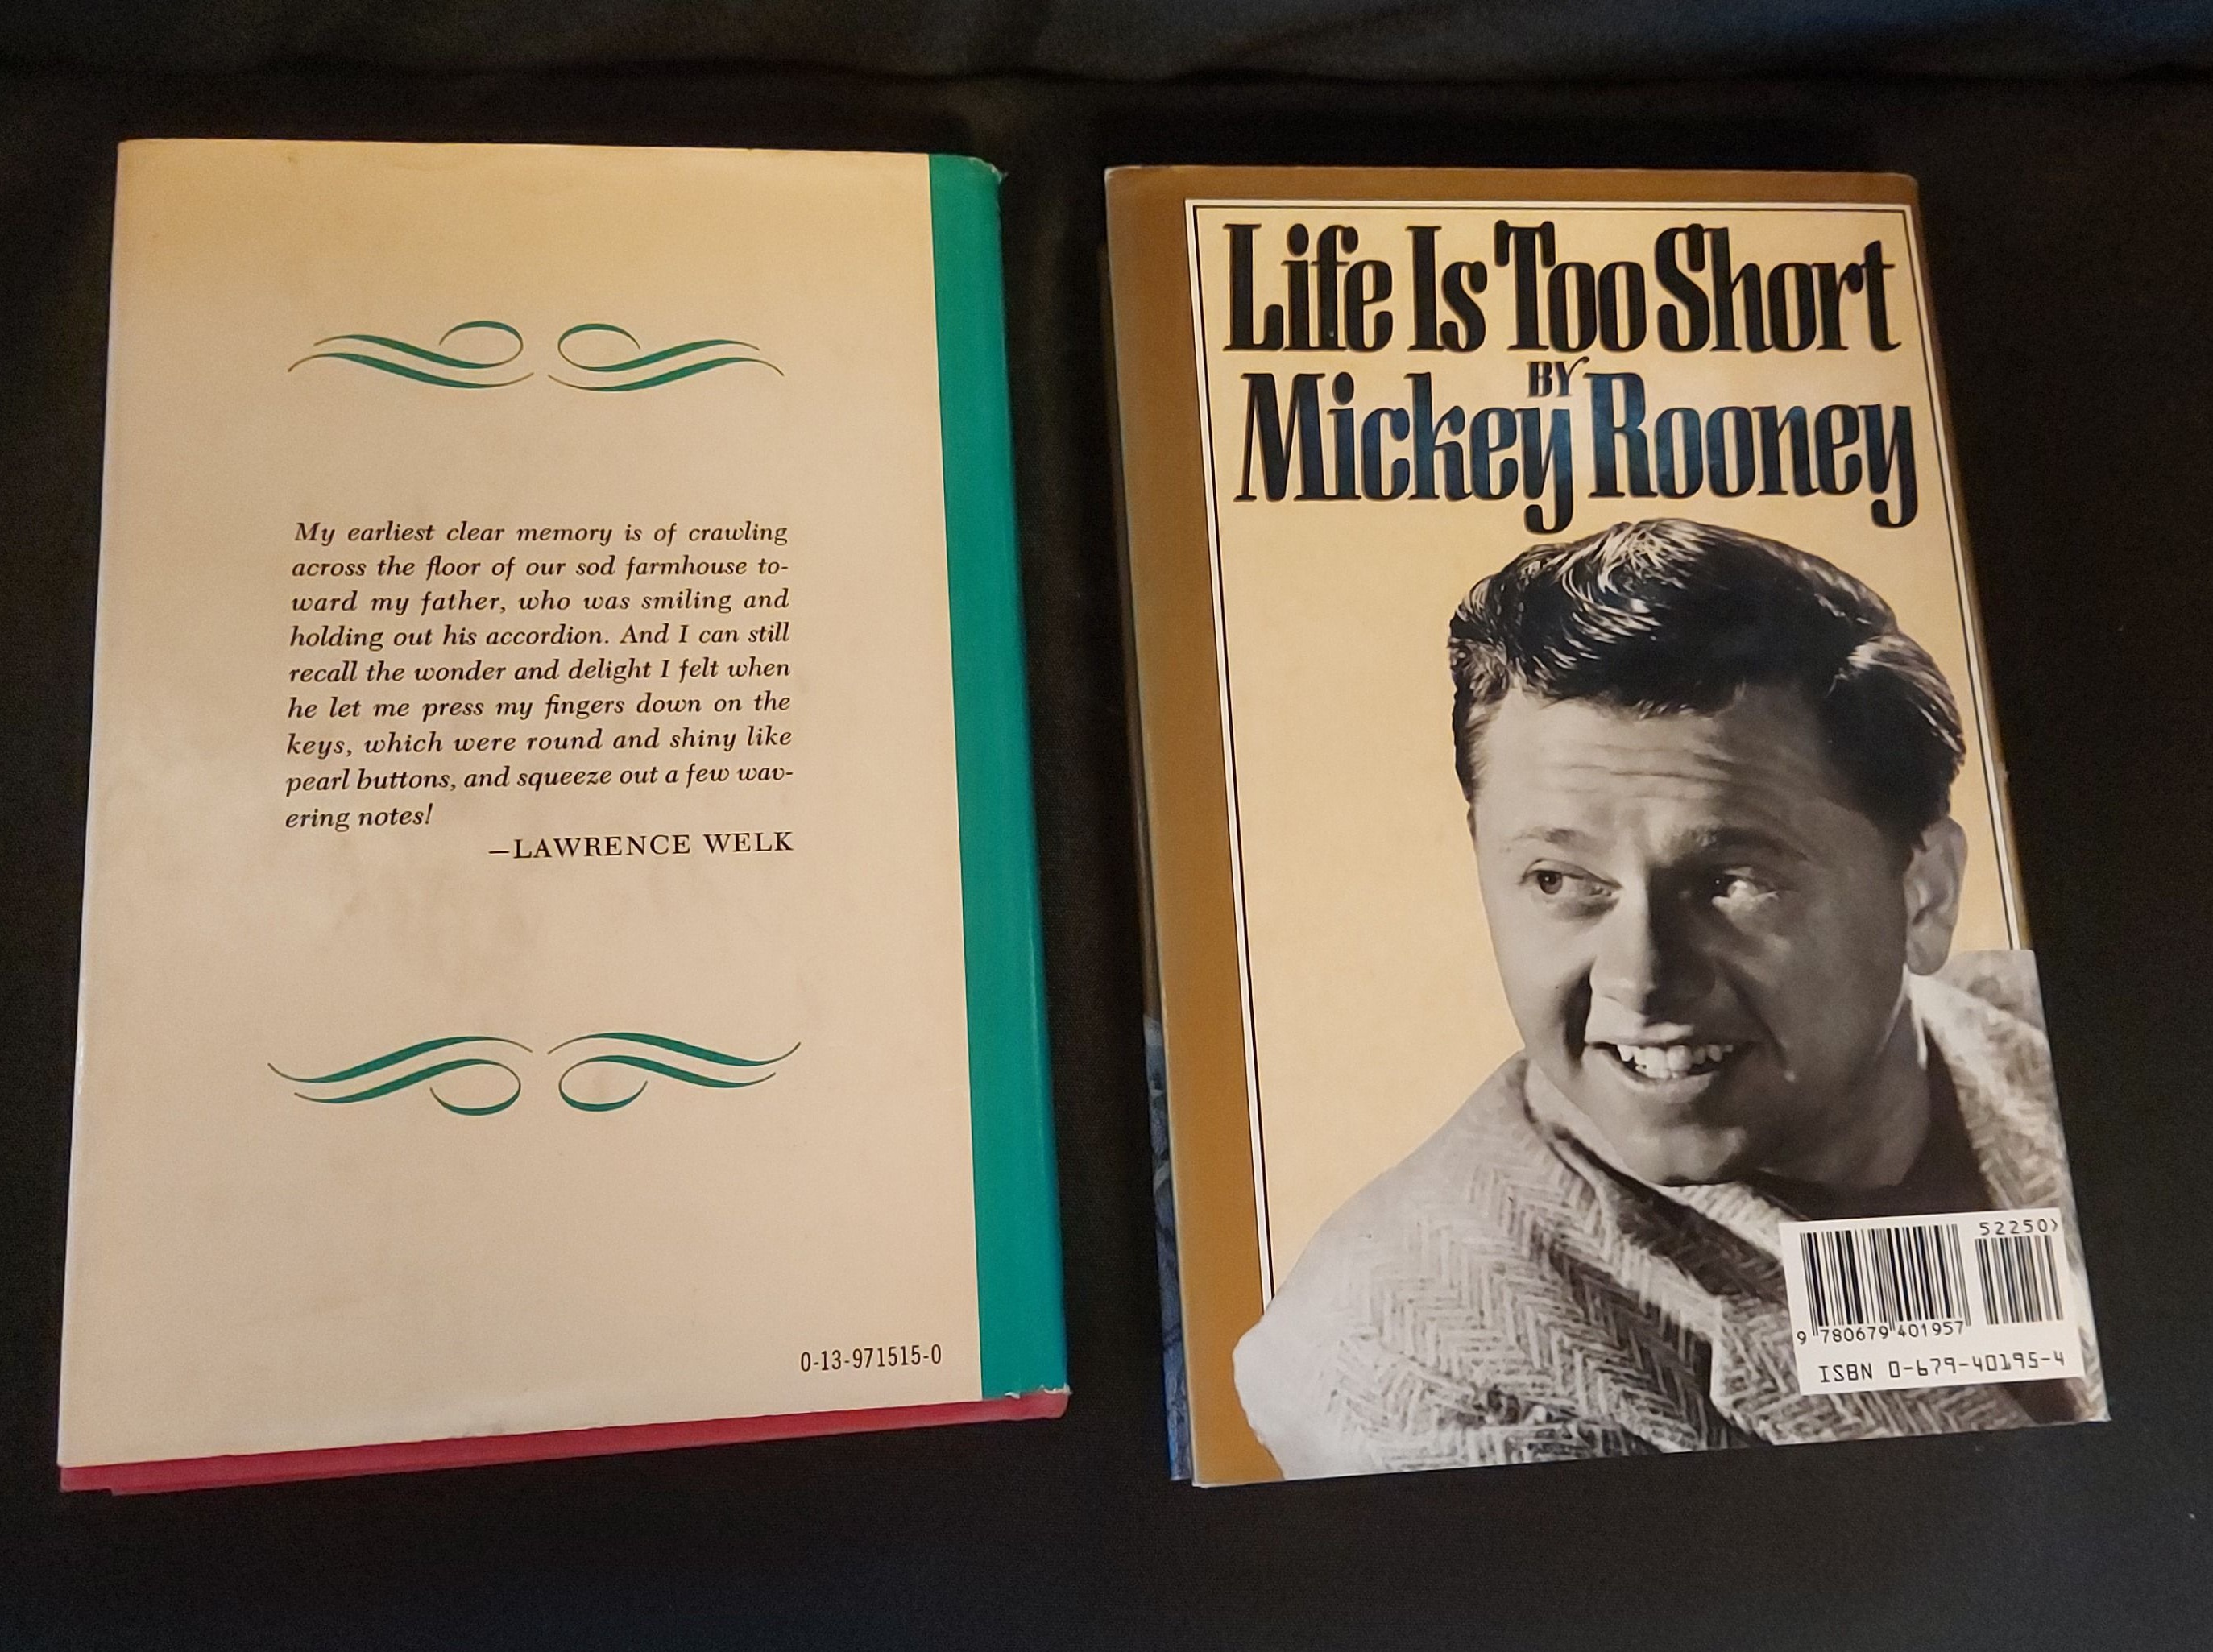 My earliest clear memory is of crawling
across the floor of our sod farmhouse to-
ward my father, who was smiling and
holding out his accordion. And I can still
recall the wonder and delight I felt when
he let me press my fingers down on the
keys, which were round and shiny like
pearl buttons, and squeeze out a few wav-
ering notes!
—LAWRENCE WELK
0-13-971515-0
Life Is Too Short
BY
Mickey Rooney
52250>
9 780679 401957
ISBN 0-679-40195-4